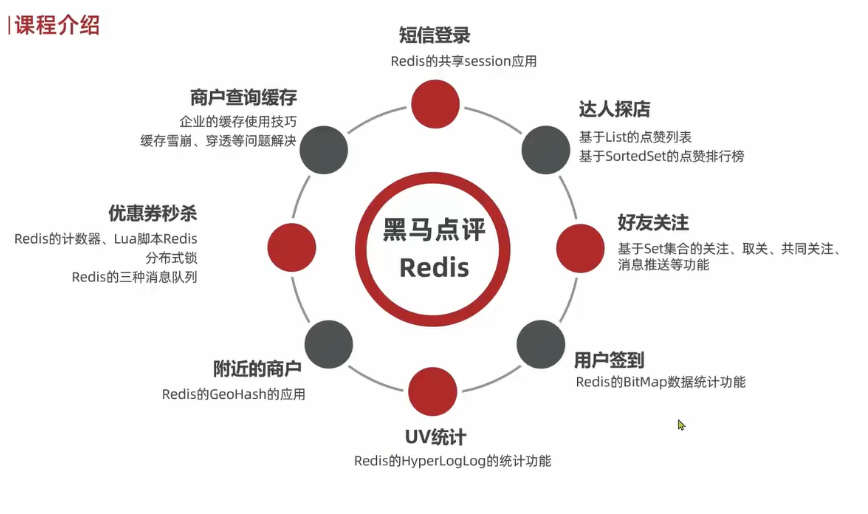 课程介绍
短信登录
Redis的共享session应用
商户查询缓存
企业的缓存使用技巧
缓存雪崩、穿透等问题解决
达人探店
基于List的点赞列表
基于SortedSet的点赞排行榜
优惠券秒杀
Redis的计数器、Lua脚本Redis
分布式锁
Redis的三种消息队列
黑马点评
Redis
好友关注
基于Set集合的关注、取关、共同关注、
消息推送等功能
附近的商户
Redis的GeoHash的应用
用户签到
Redis的BitMap数据统计功能
UV统计
Redis的HyperLogLog的统计功能